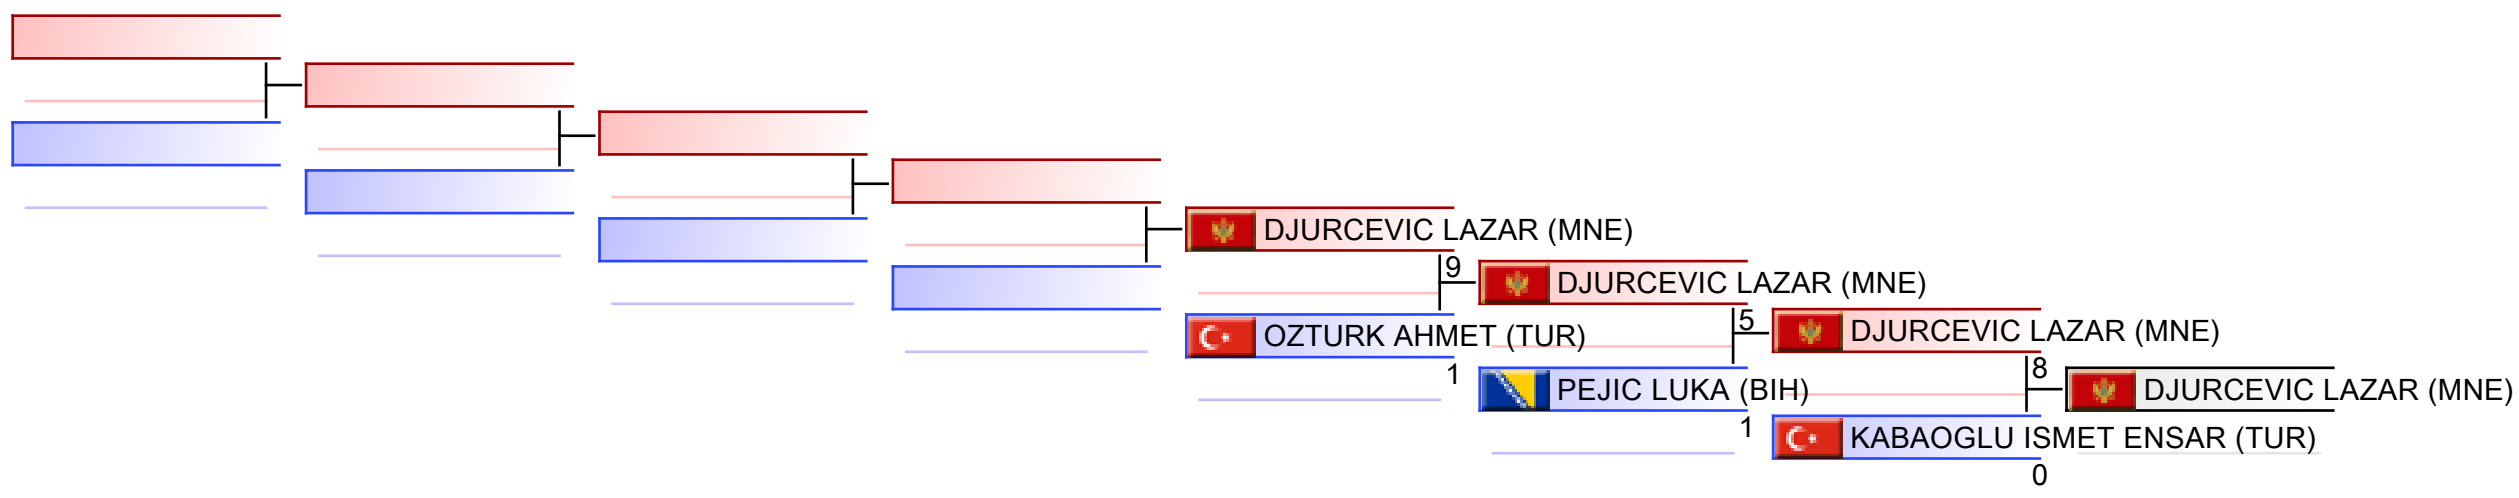 DJURCEVIC LAZAR (MNE)
9
DJURCEVIC LAZAR (MNE)
OZTURK AHMET (TUR)
1
5
DJURCEVIC LAZAR (MNE)
PEJIC LUKA (BIH)
1
8
DJURCEVIC LAZAR (MNE)
KABAOGLU ISMET ENSAR (TUR)
0